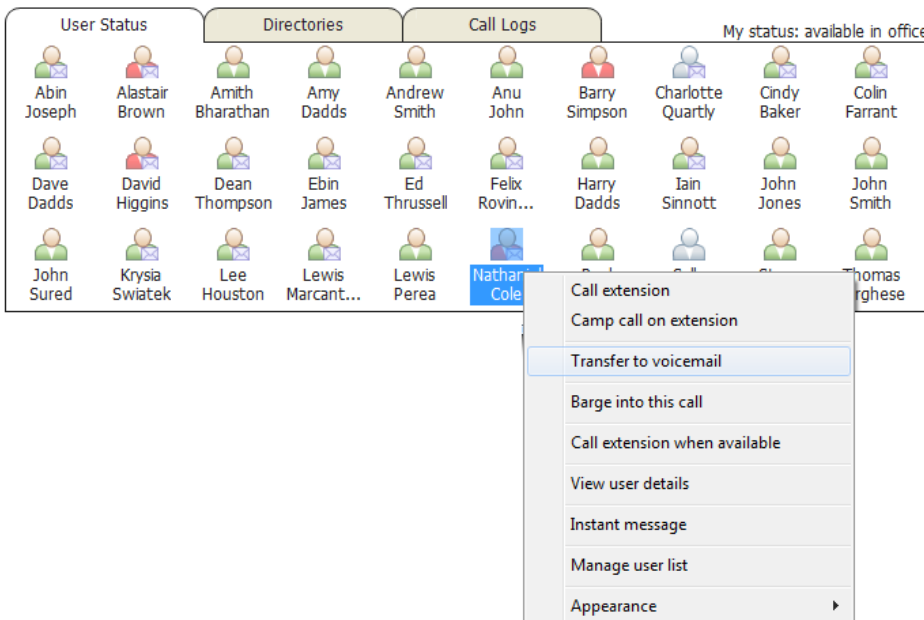 User Status Directories Call Logs My status: available in office
Abin Alastair Amith Amy Andrew Anu Barry Charlotte Cindy Colin
Joseph Brown Bharathan Dadds Smith John Simpson Quartly Baker Farrant
Dave David Dean Ebin Ed Felix Harry Iain John John
Dadds Higgins Thompson James Thrussell Rovin... Dadds Sinnott Jones Smith
John Krysia Lee Lewis Lewis Nathaniel Thomas
Sured Swiatek Houston Marcant... Perea Cole rghese
Call extension
Camp call on extension
Transfer to voicemail
Barge into this call
Call extension when available
View user details
Instant message
Manage user list
Appearance